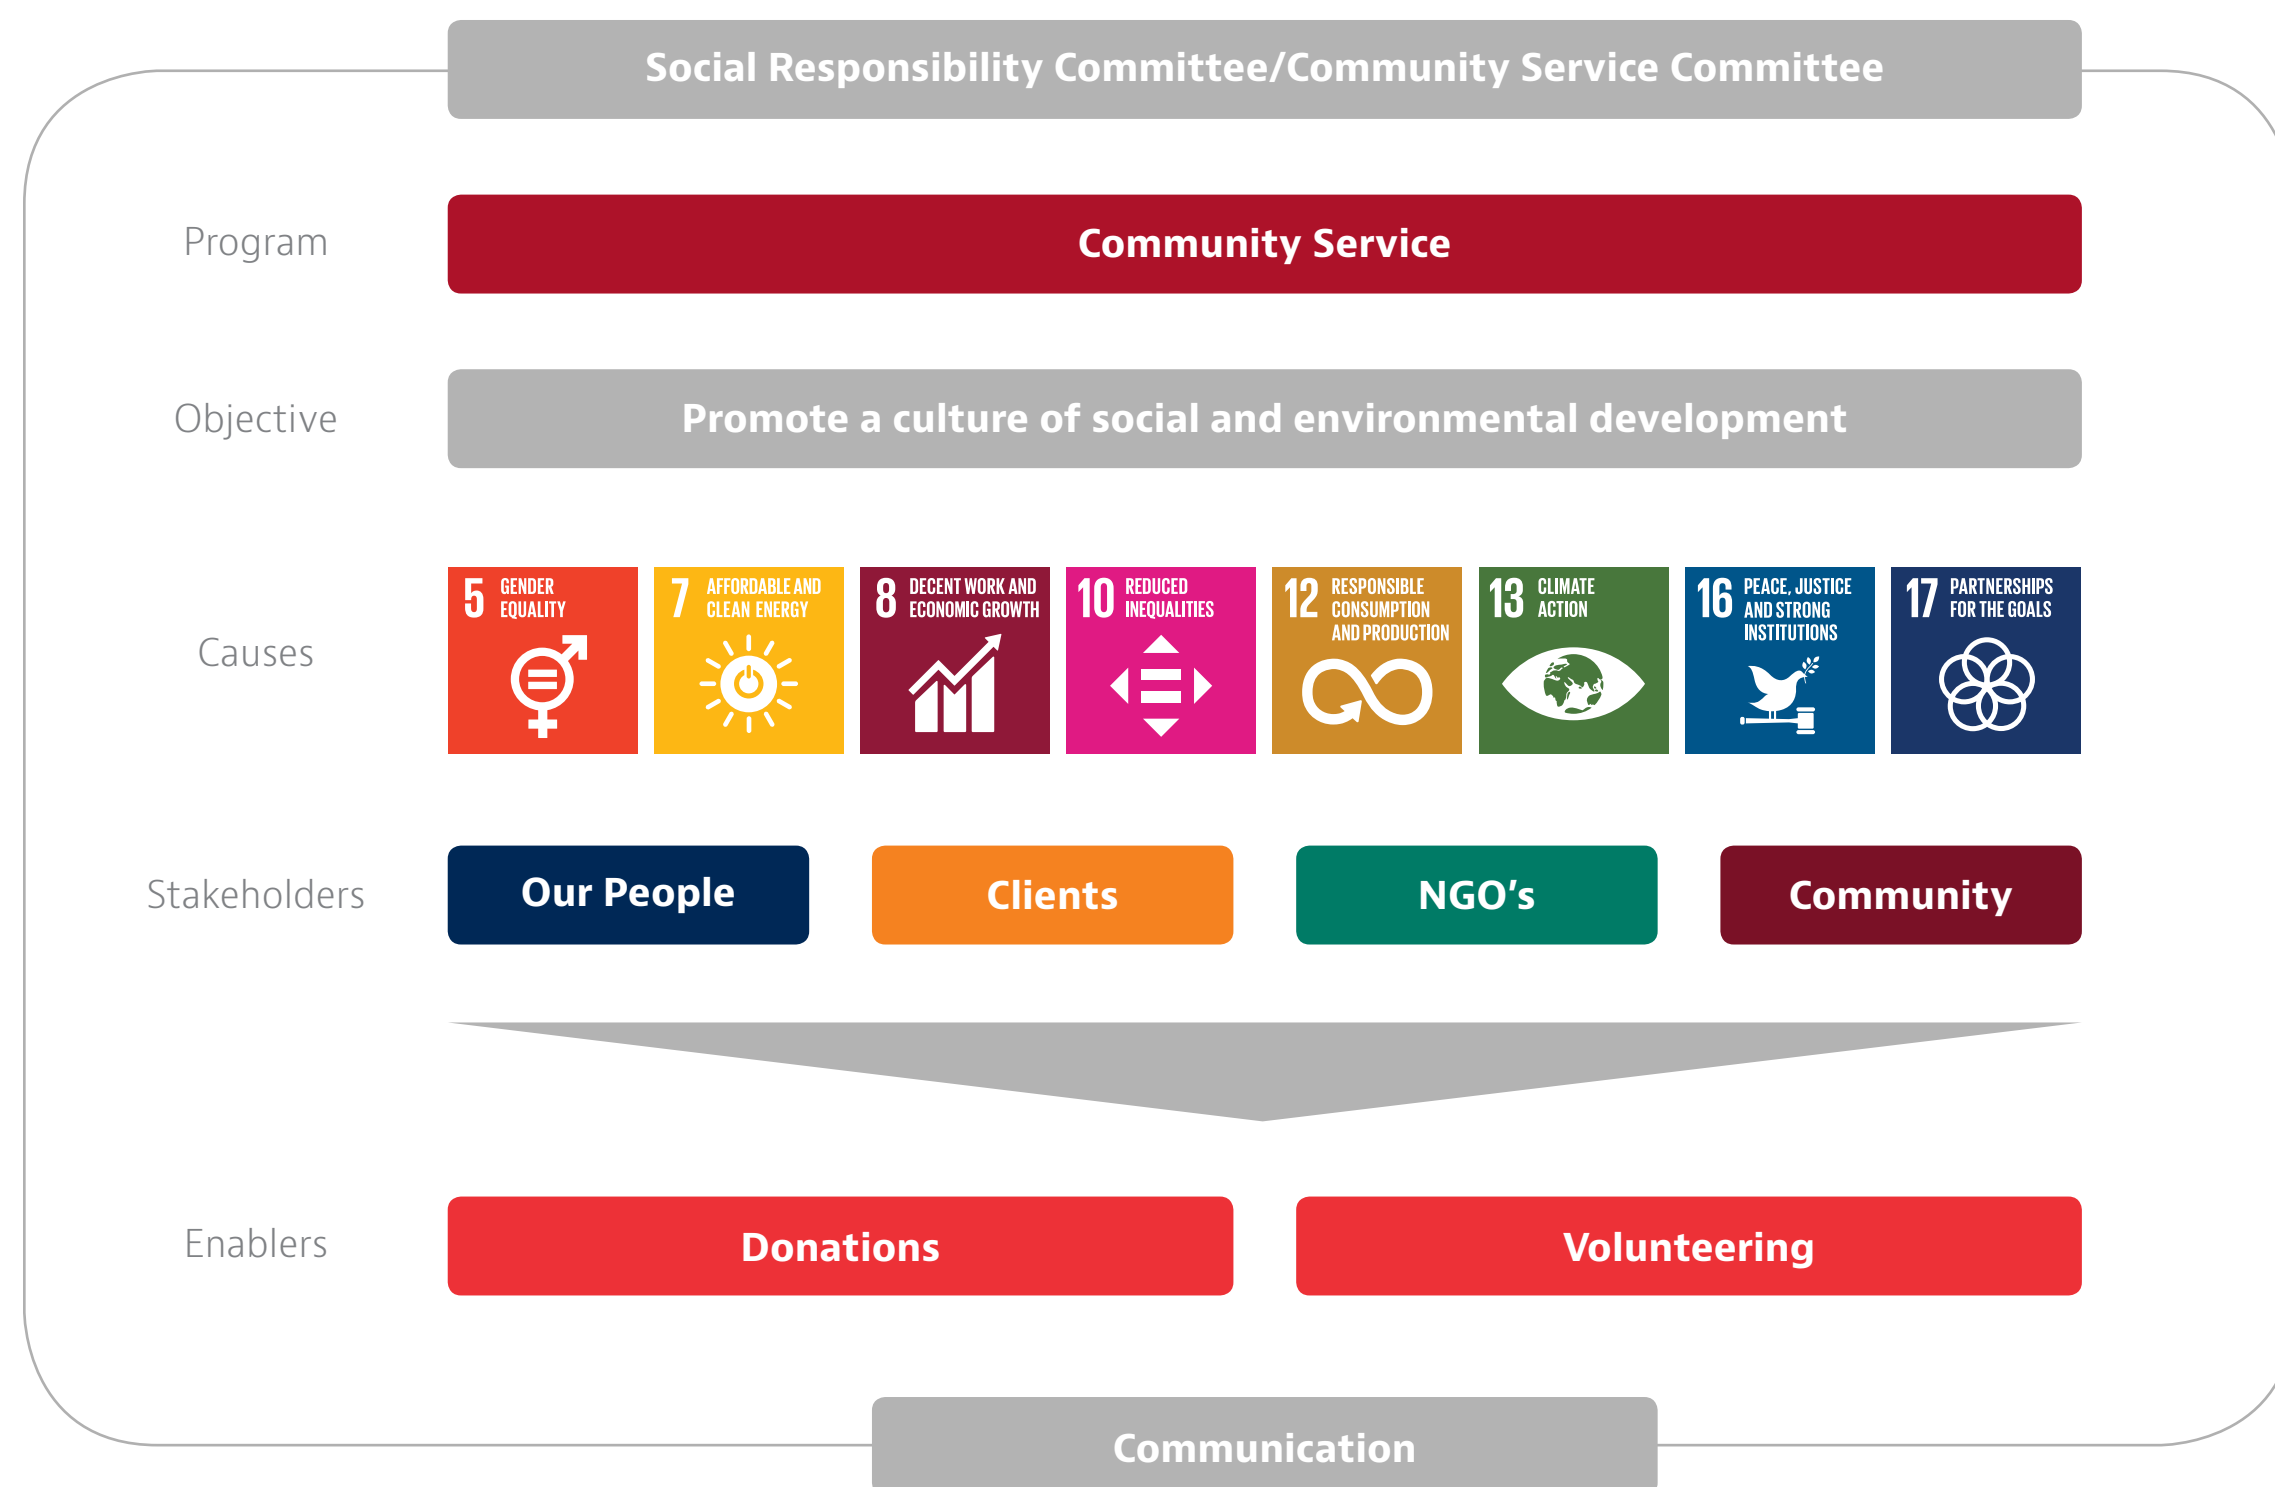 Social Responsibility Committee/Community Service Committee
Program
Community Service
Objective
Promote a culture of social and environmental development
Causes
5 GENDER
EQUALITY
7 AFFORDABLE AND
CLEAN ENERGY
8 DECENT WORK AND
ECONOMIC GROWTH
10 REDUCED
INEQUALITIES
12 RESPONSIBLE
CONSUMPTION
AND PRODUCTION
13 CLIMATE
ACTION
16 PEACE, JUSTICE
AND STRONG
INSTITUTIONS
17 PARTNERSHIPS
FOR THE GOALS
Stakeholders
Our People
Clients
NGO’s
Community
Enablers
Donations
Volunteering
Communication